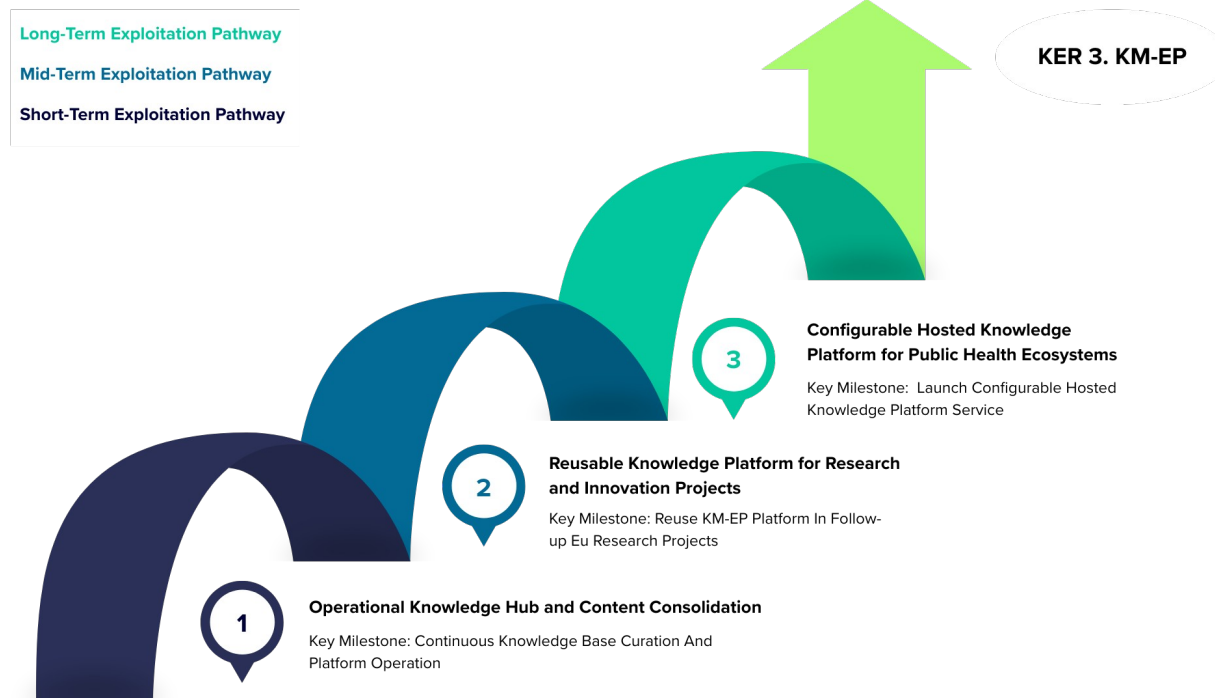 Long-Term Exploitation Pathway
Mid-Term Exploitation Pathway
Short-Term Exploitation Pathway
KER 3. KM-EP
3
Configurable Hosted Knowledge
Platform for Public Health Ecosystems
Key Milestone:  Launch Configurable Hosted
Knowledge Platform Service
2
Reusable Knowledge Platform for Research
and Innovation Projects
Key Milestone: Reuse KM-EP Platform In Follow-
up Eu Research Projects
1
Operational Knowledge Hub and Content Consolidation
Key Milestone: Continuous Knowledge Base Curation And
Platform Operation